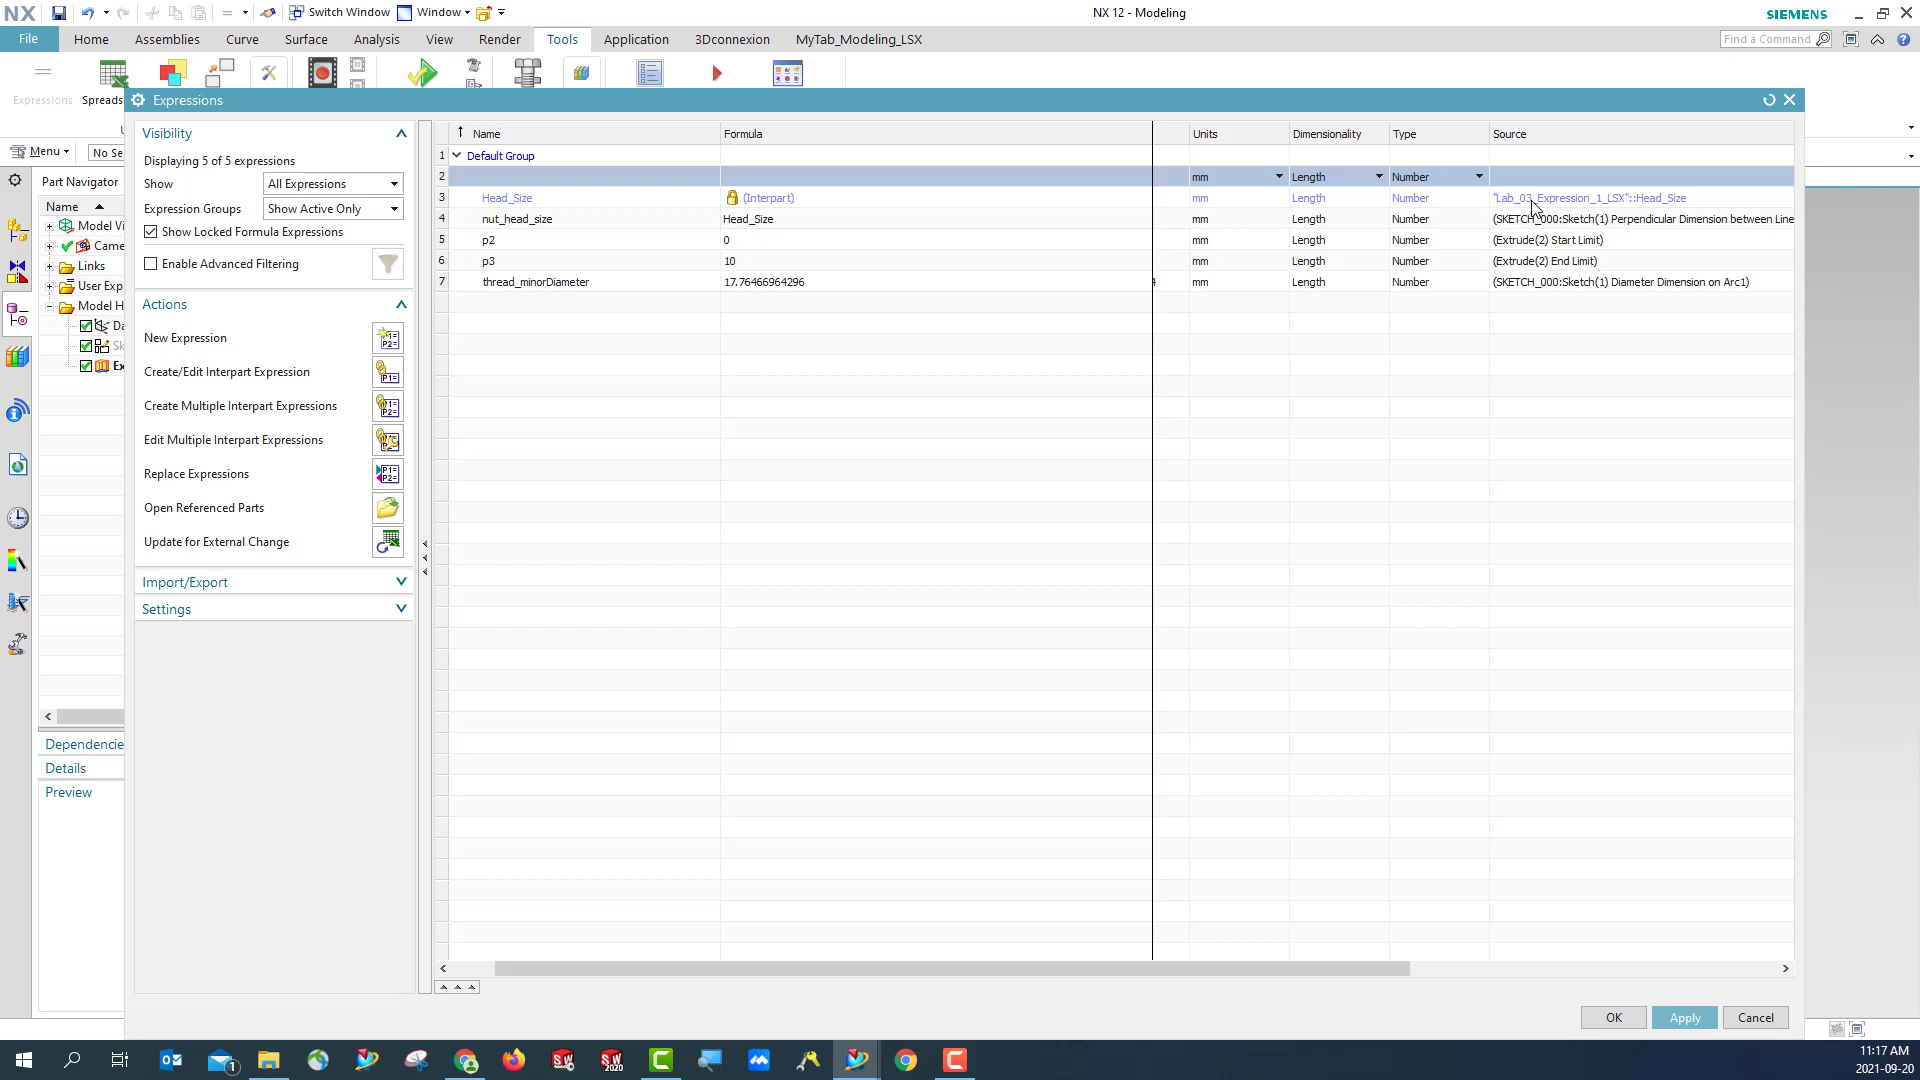 NX
Switch Window
Window
NX 12 - Modeling
SIEMENS
File
Home
Assemblies
Curve
Surface
Analysis
View
Render
Tools
Application
3Dconnexion
MyTab_Modeling_LSX
Find a Command
Expressions
Spreads
Expressions
Menu
No Se
Part Navigator
Name
Model Vi
Came
Links
User Exp
Model H
Da
Sk
Ex
Dependencie
Details
Preview
Visibility
Displaying 5 of 5 expressions
Show
All Expressions
Expression Groups
Show Active Only
Show Locked Formula Expressions
Enable Advanced Filtering
Actions
New Expression
Create/Edit Interpart Expression
Create Multiple Interpart Expressions
Edit Multiple Interpart Expressions
Replace Expressions
Open Referenced Parts
Update for External Change
Import/Export
Settings
Name Formula Units Dimensionality Type Source
1 Default Group
2 mm Length Number
3 Head_Size (Interpart) mm Length Number "Lab_03_Expression_1_LSX"::Head_Size
4 nut_head_size Head_Size mm Length Number (SKETCH_000:Sketch(1) Perpendicular Dimension between Line
5 p2 0 mm Length Number (Extrude(2) Start Limit)
6 p3 10 mm Length Number (Extrude(2) End Limit)
7 thread_minorDiameter 17.76466964296 mm Length Number (SKETCH_000:Sketch(1) Diameter Dimension on Arc1)
OK
Apply
Cancel
11:17 AM
2021-09-20